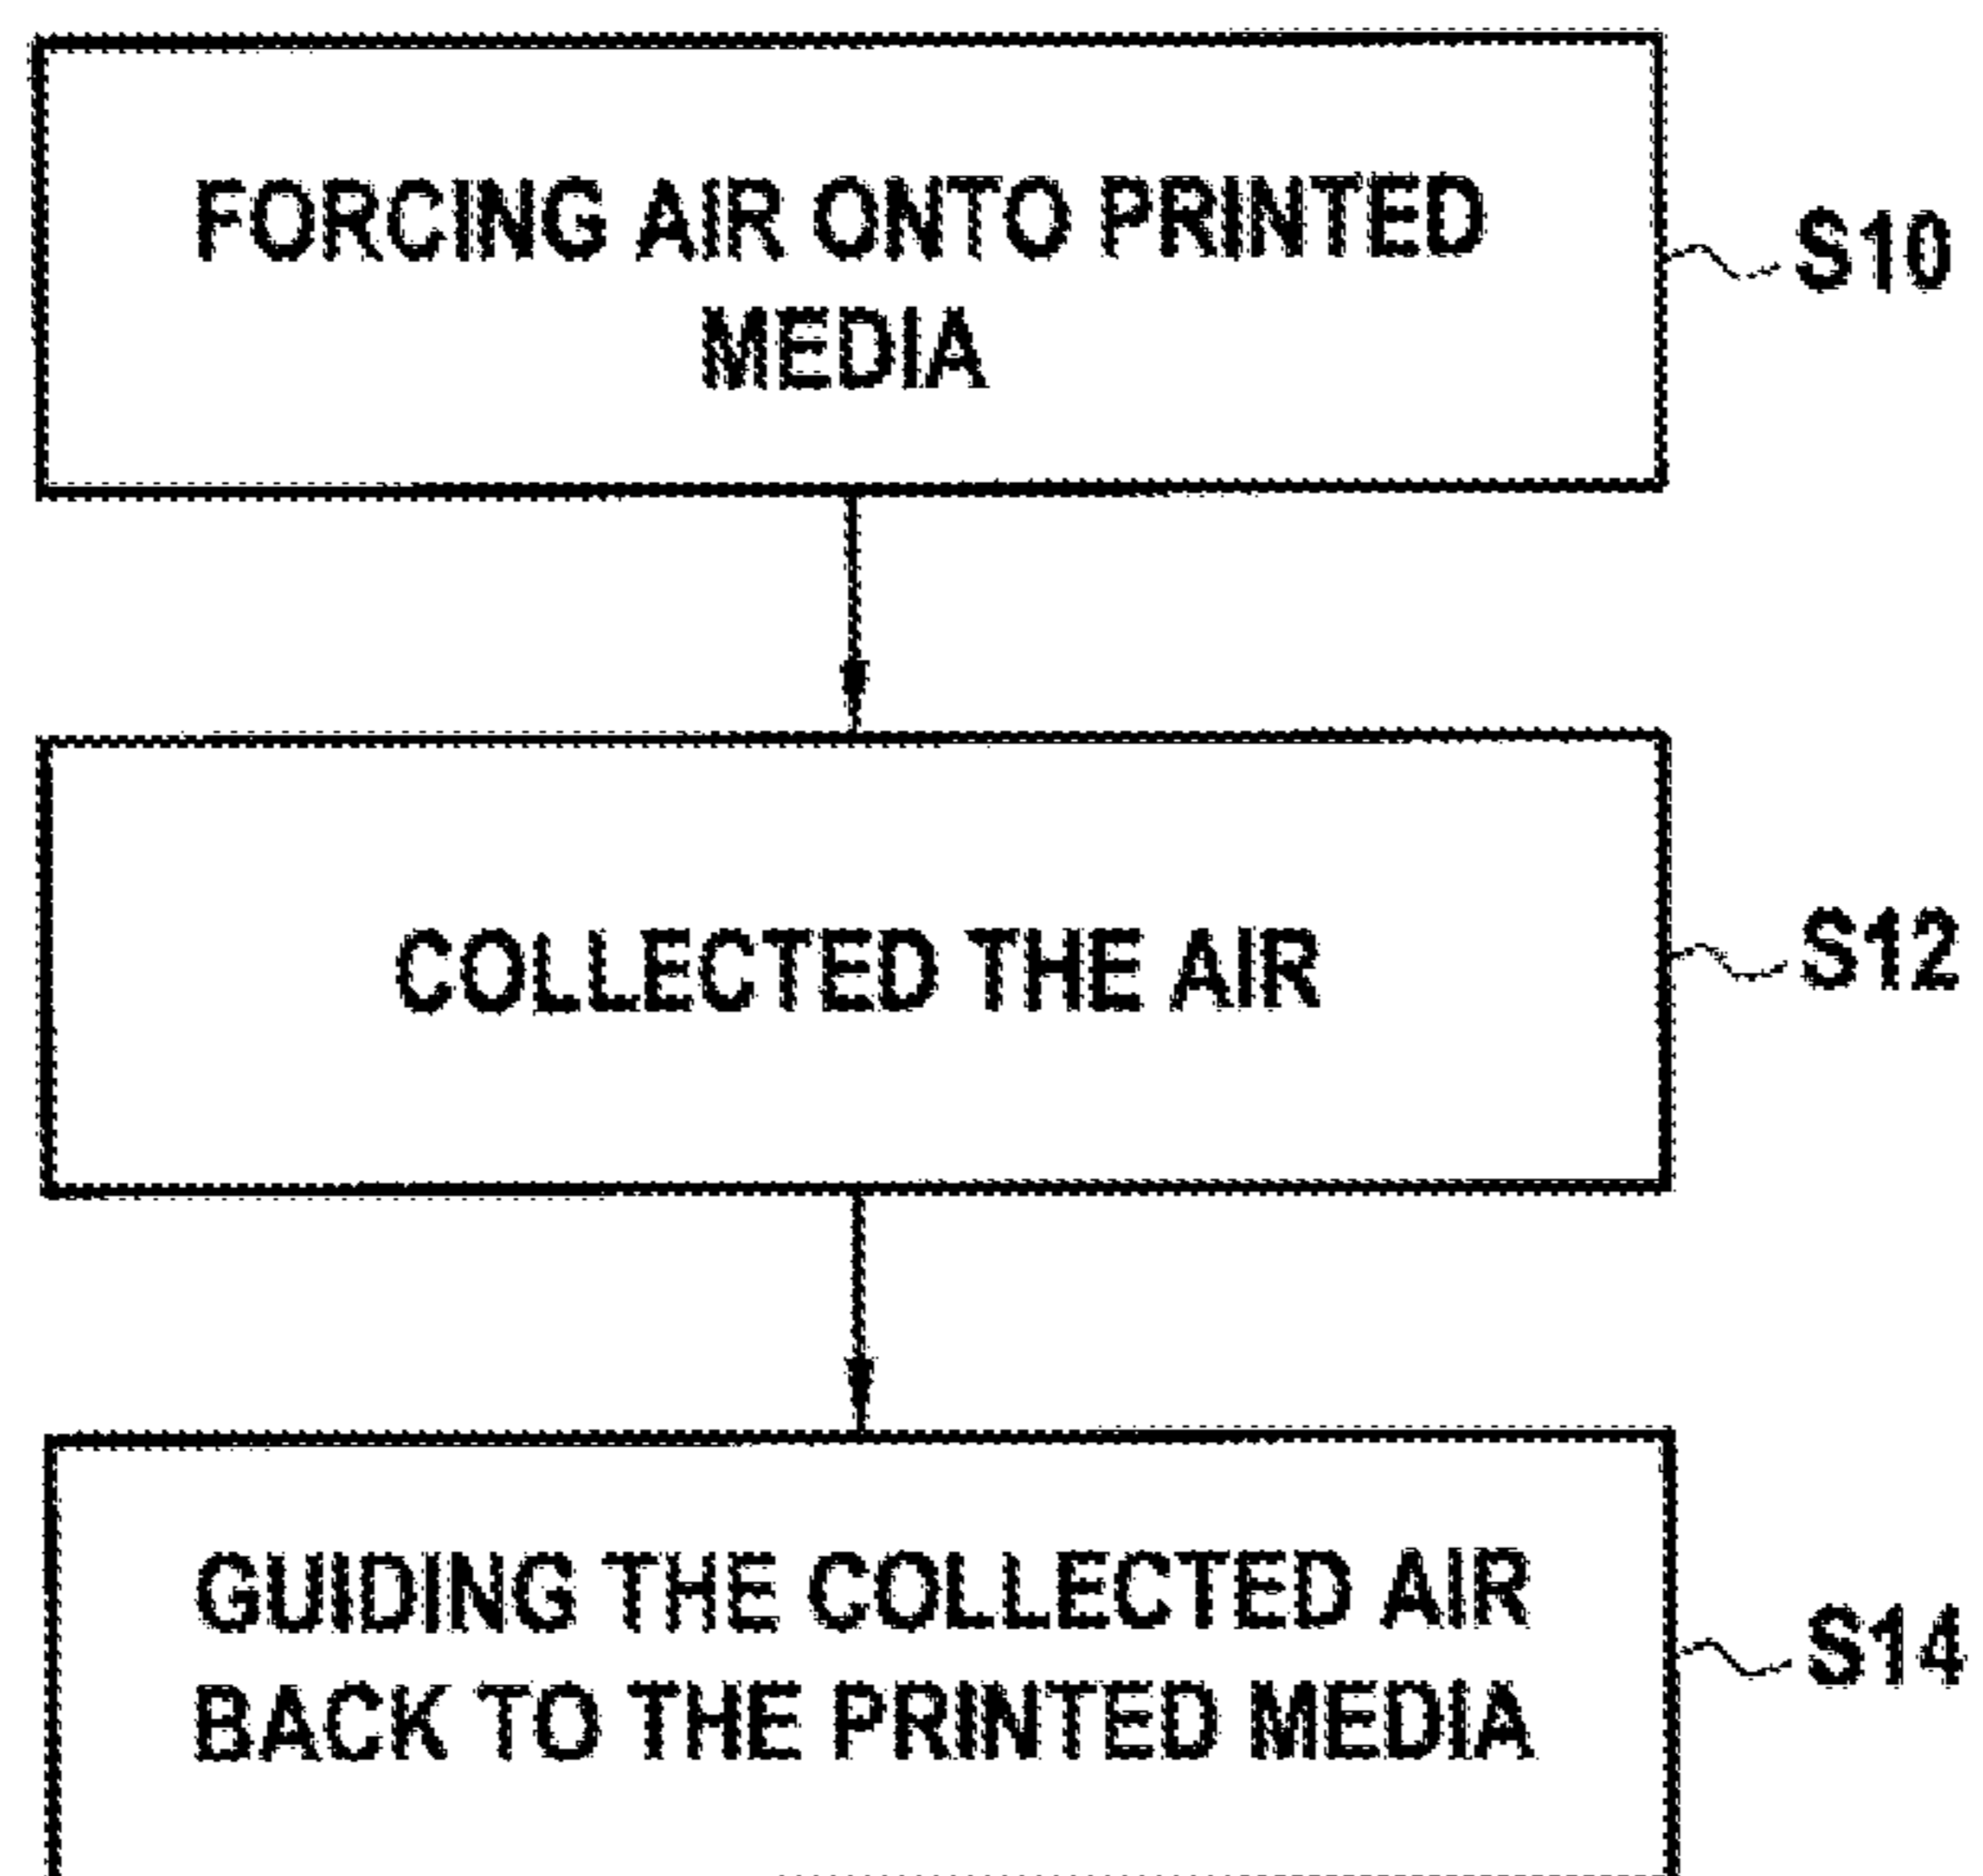 FORCING AIR ONTO PRINTED
MEDIA
S10
COLLECTED THE AIR
S12
GUIDING THE COLLECTED AIR
BACK TO THE PRINTED MEDIA
S14